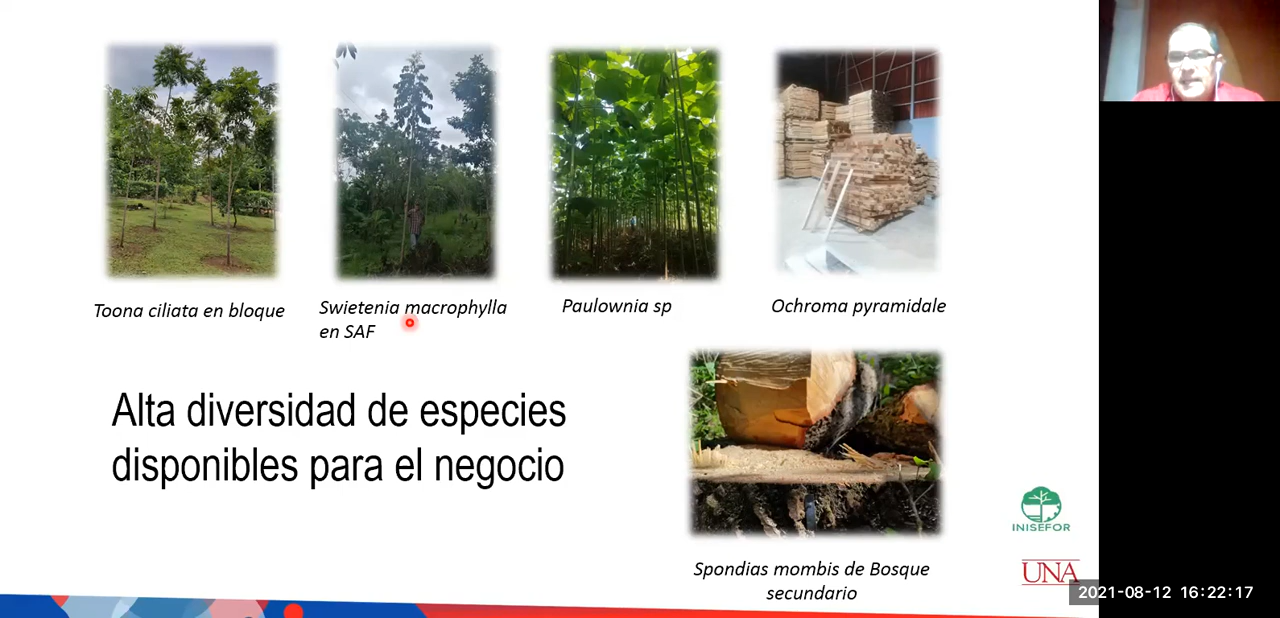 Toona ciliata en bloque
Swietenia macrophylla
en SAF
Paulownia sp
Ochroma pyramidale
Alta diversidad de especies
disponibles para el negocio
Spondias mombis de Bosque
secundario
INISEFOR
UNA
2021-08-12 16:22:17